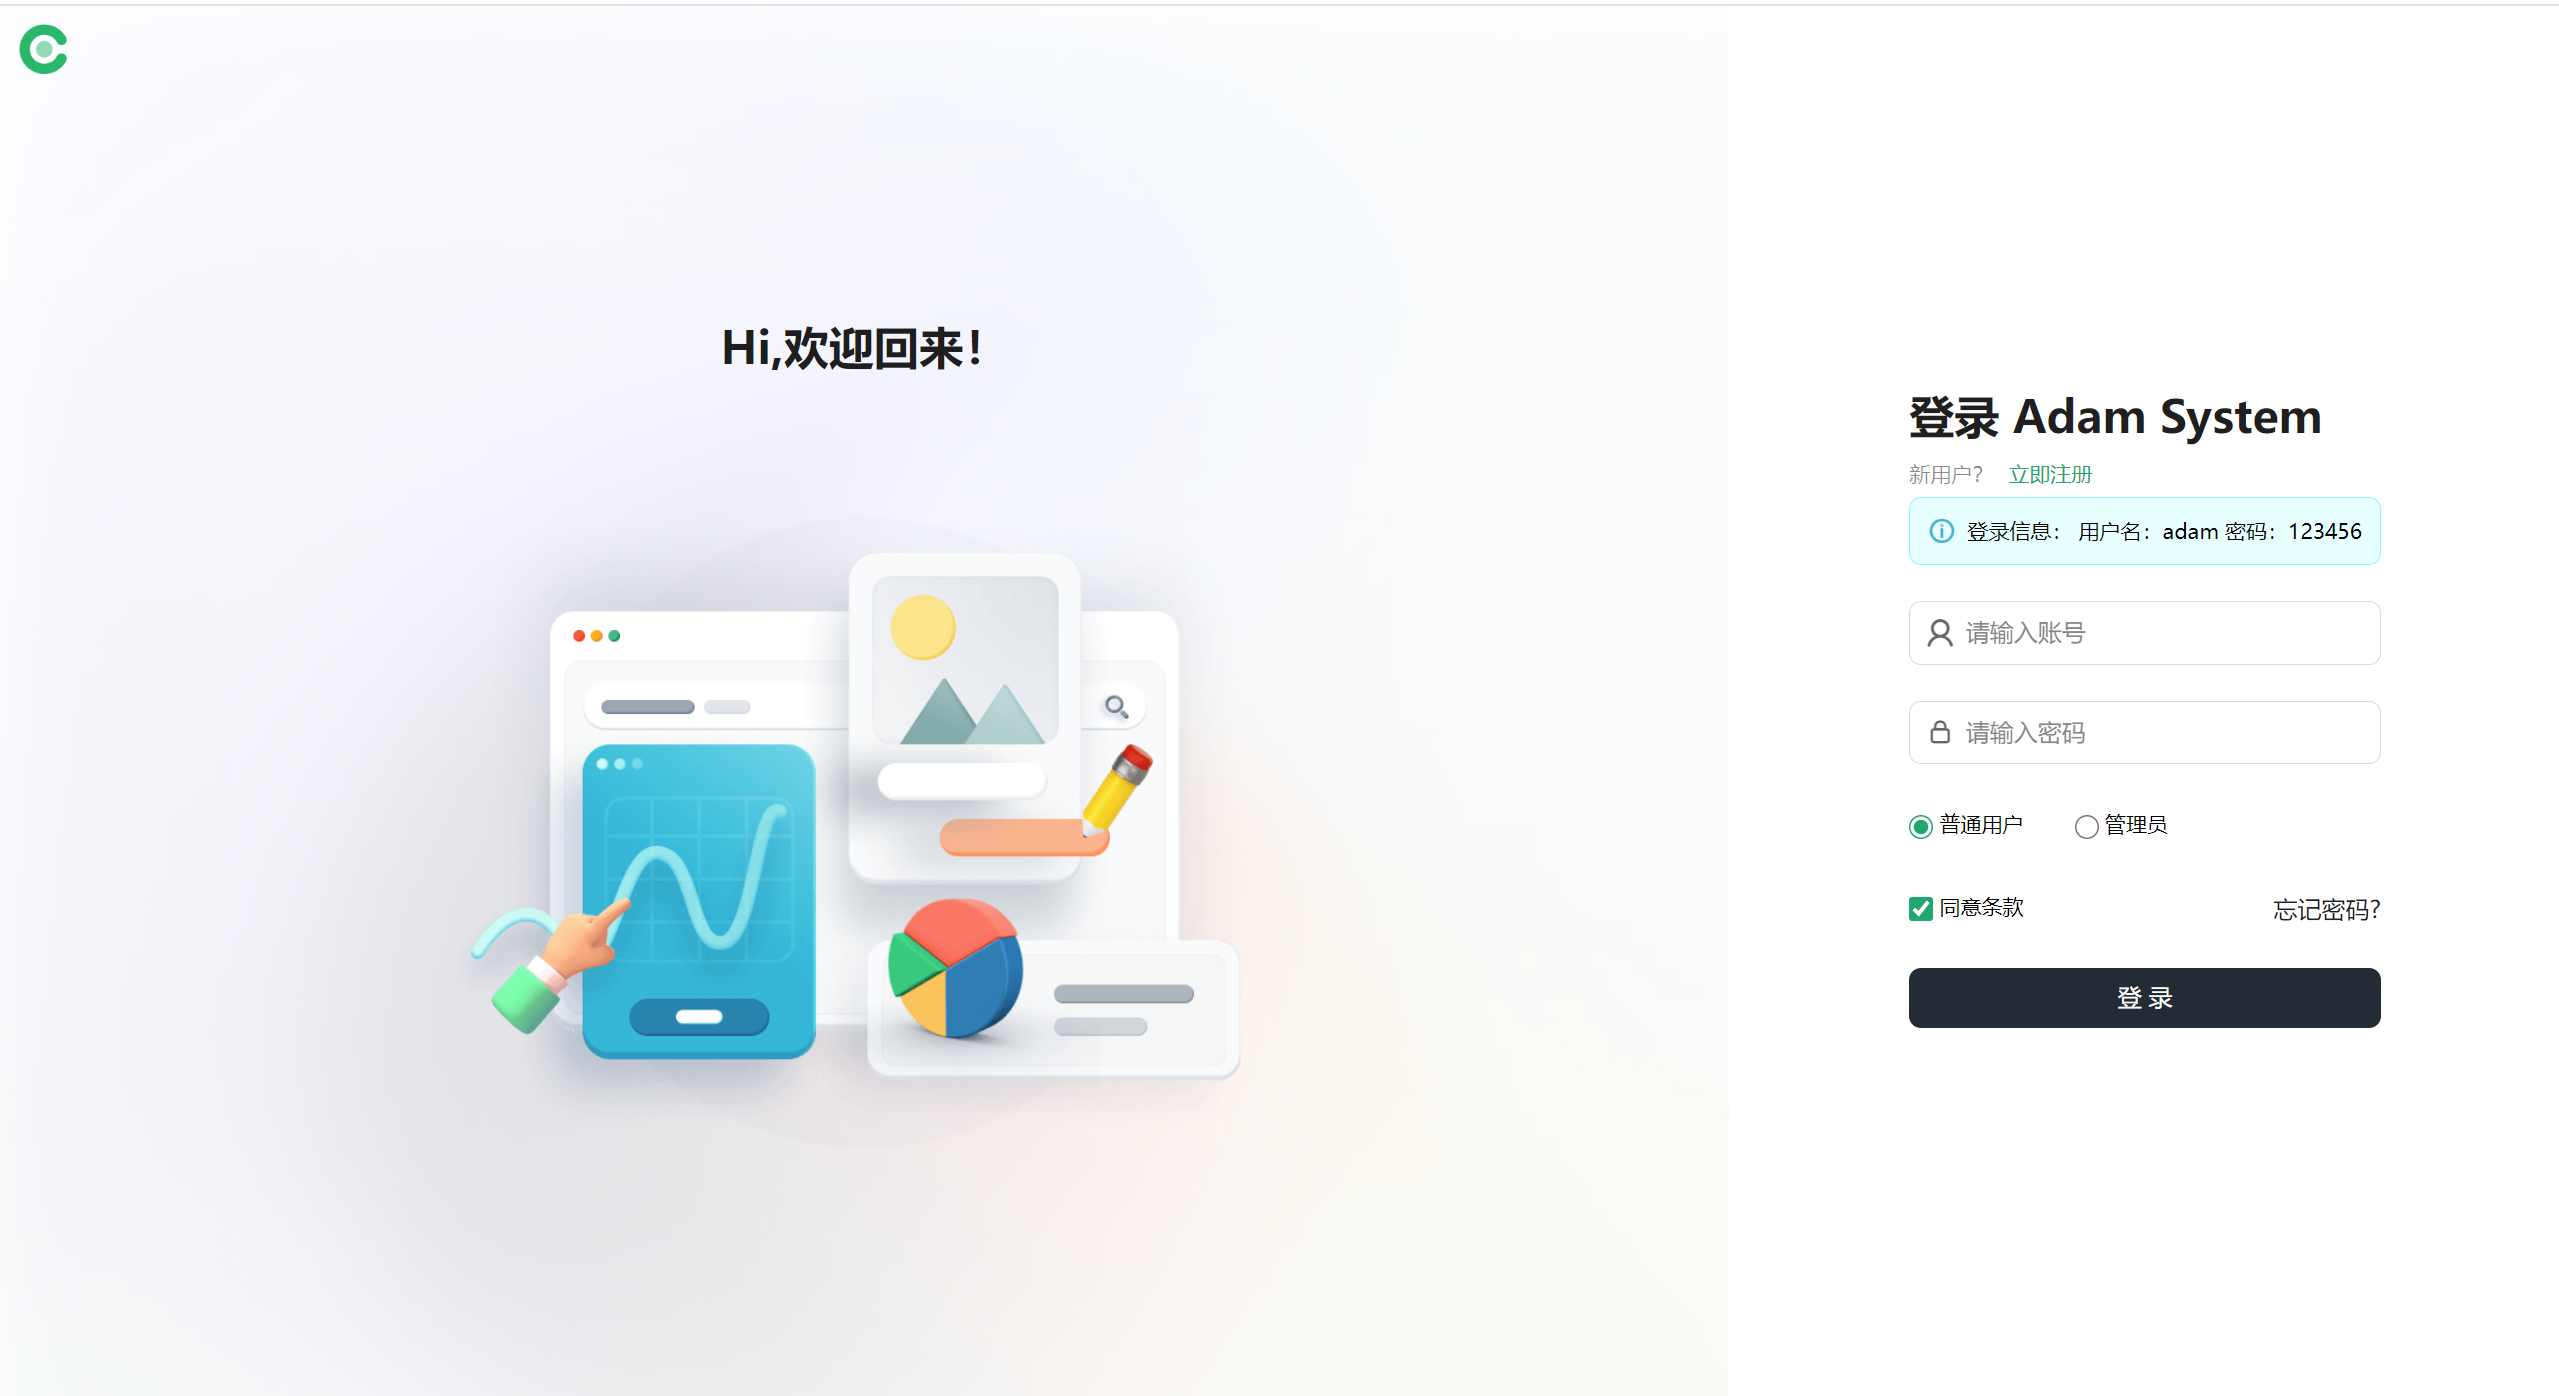 Hi,欢迎回来！
登录 Adam System
新用户？ 立即注册
登录信息： 用户名：adam 密码：123456
请输入账号
请输入密码
普通用户 管理员
同意条款 忘记密码?
登 录